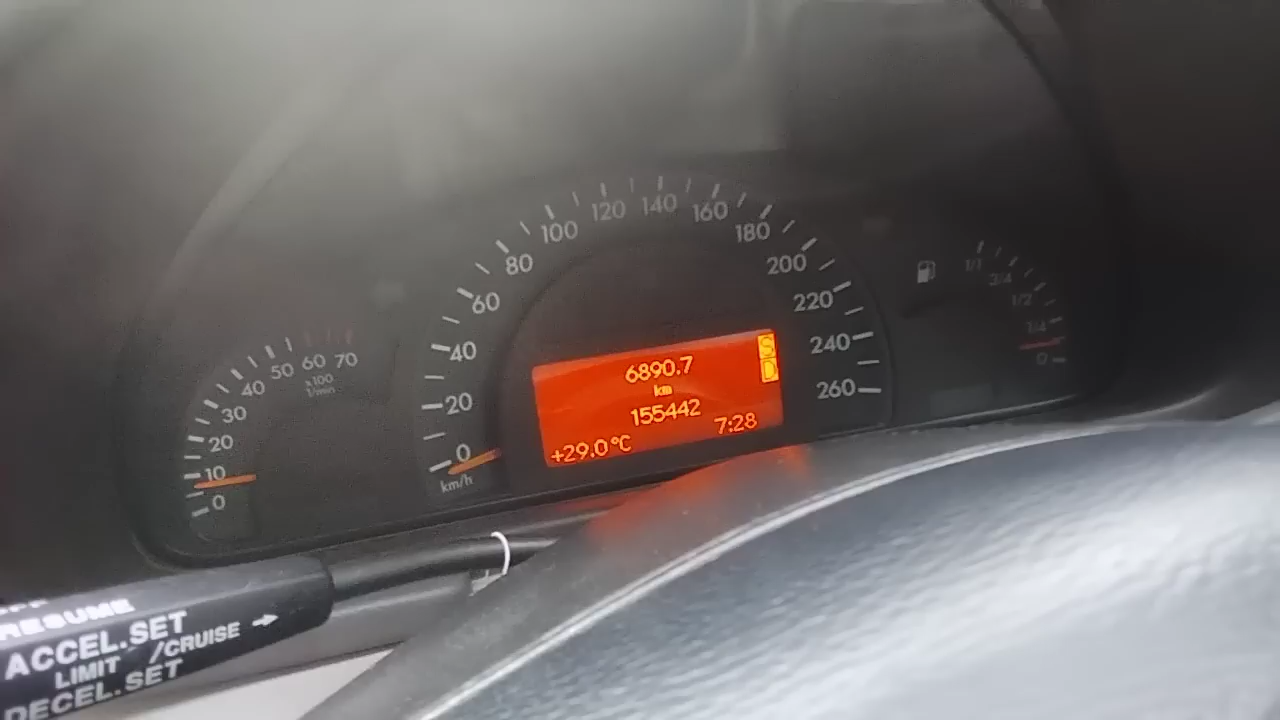 6890.7
km
155442
+29.0°C
7:28
S
D
0
20
40
60
80
100
120
140
160
180
200
220
240
260
km/h
0
10
20
30
40
50
60
70
x100
1/min
1/1
3/4
1/2
1/4
0
RESUME
ACCEL.SET
LIMIT /CRUISE →
DECEL.SET